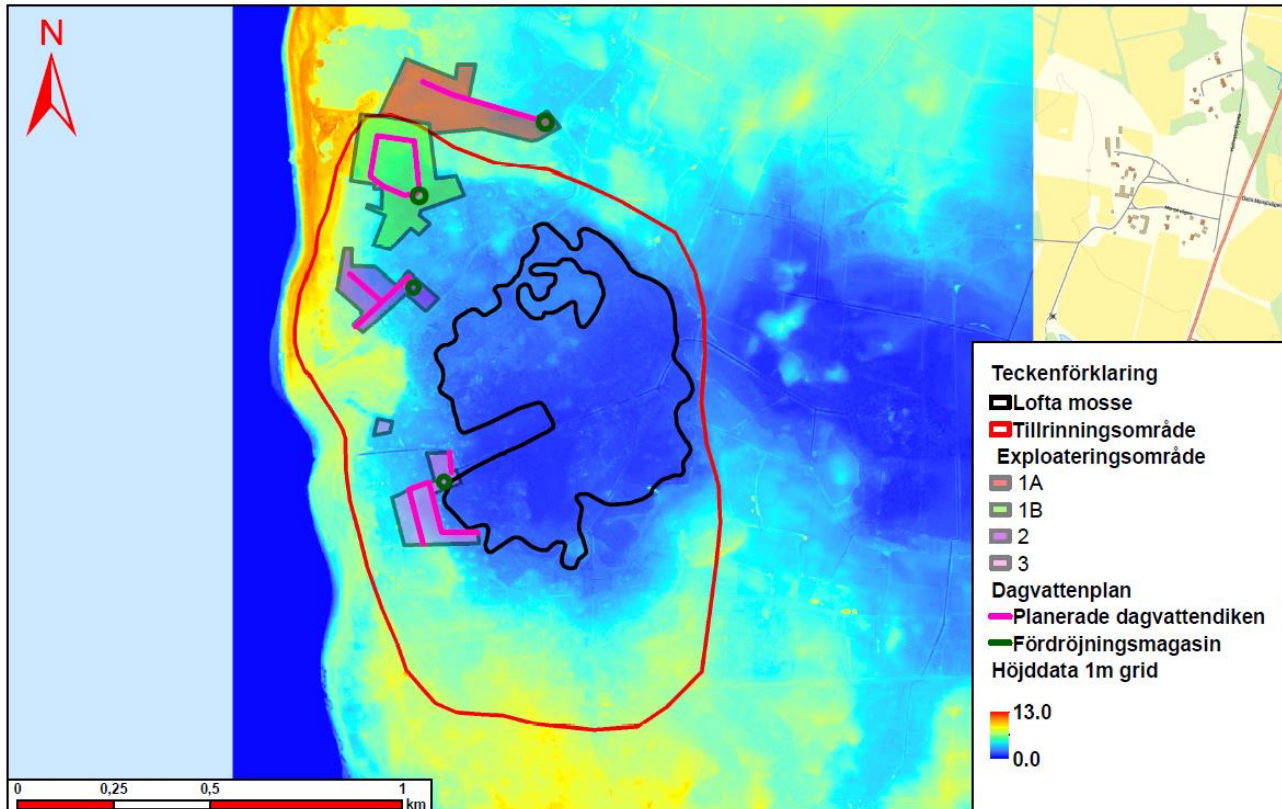 N
Teckenförklaring
Lofta mosse
Tillrinningsområde
Exploateringsområde
1A
1B
2
3
Dagvattenplan
Planerade dagvattendiken
Fördröjningsmagasin
Höjddata 1m grid
13.0
0.0
0 0,25 0,5 1
km